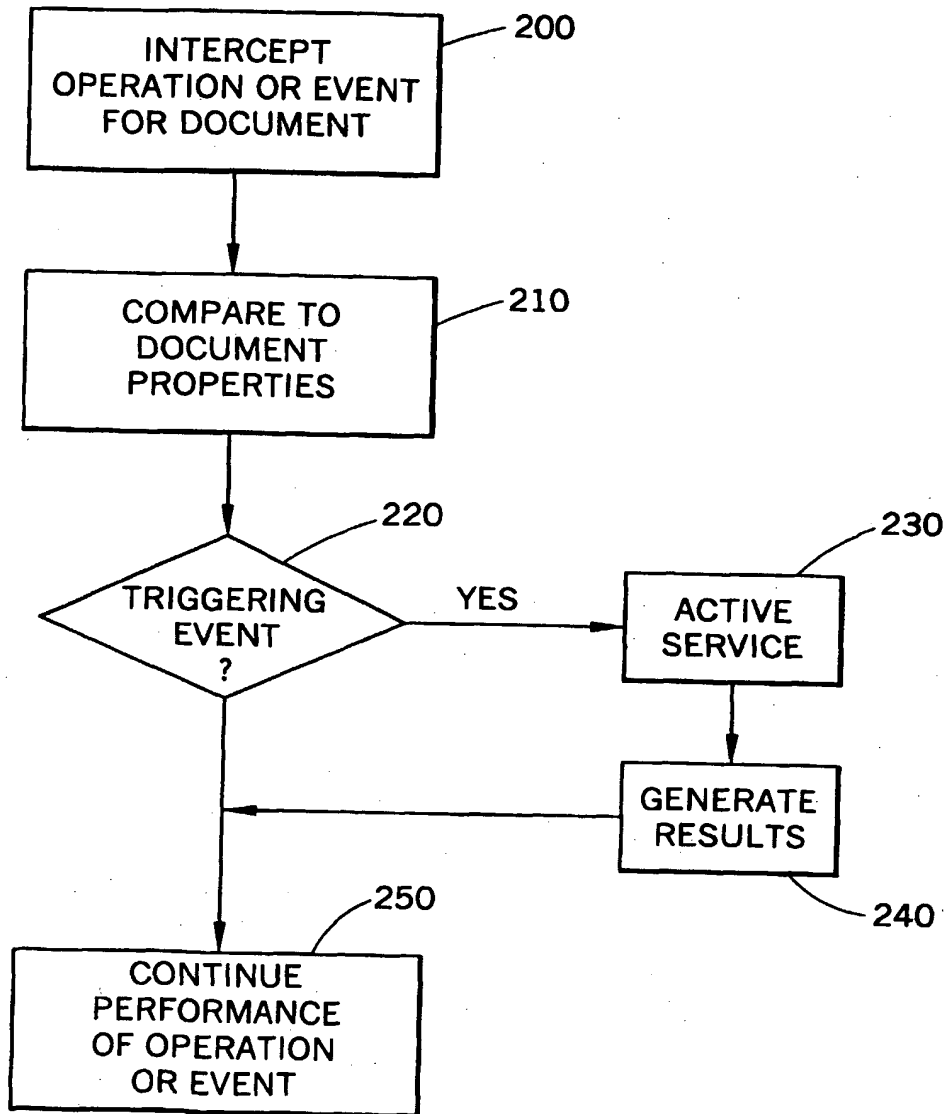 200
INTERCEPT
OPERATION OR EVENT
FOR DOCUMENT
210
COMPARE TO
DOCUMENT
PROPERTIES
220
TRIGGERING
EVENT
?
YES
230
ACTIVE
SERVICE
GENERATE
RESULTS
240
250
CONTINUE
PERFORMANCE
OF OPERATION
OR EVENT